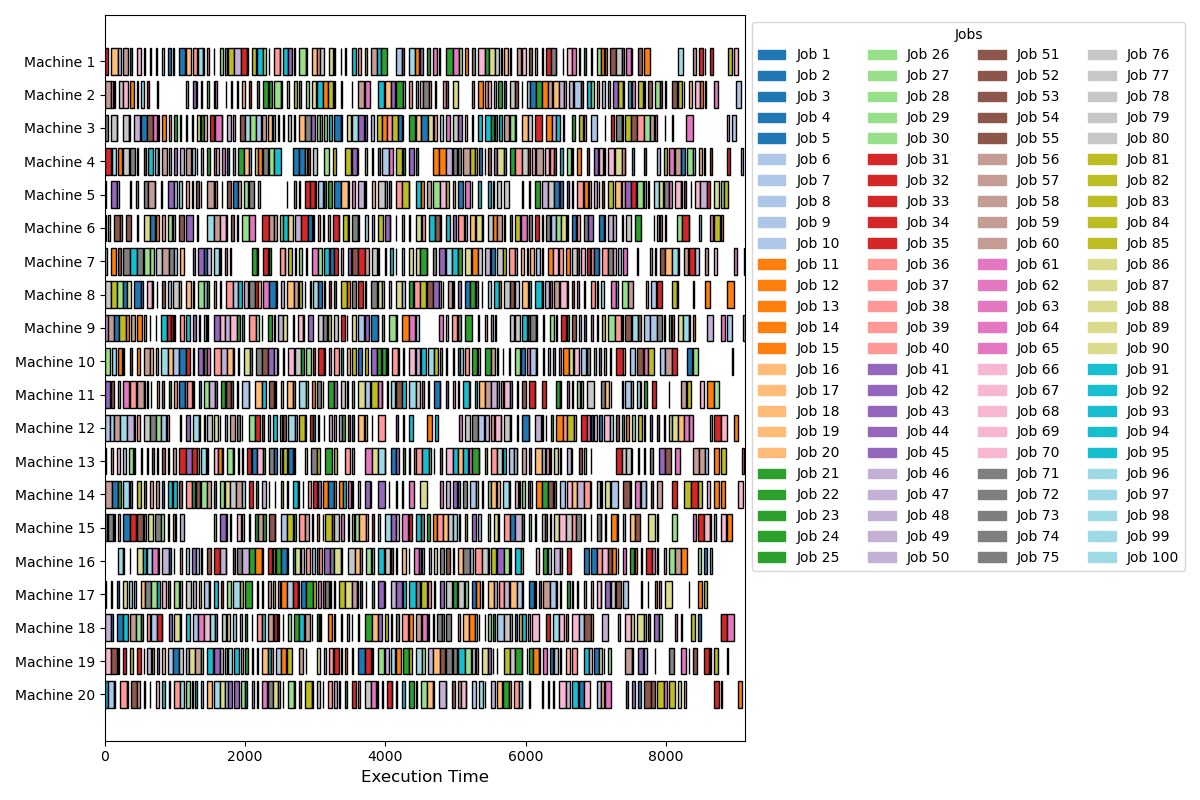 Machine 1
Machine 2
Machine 3
Machine 4
Machine 5
Machine 6
Machine 7
Machine 8
Machine 9
Machine 10
Machine 11
Machine 12
Machine 13
Machine 14
Machine 15
Machine 16
Machine 17
Machine 18
Machine 19
Machine 20
0 2000 4000 6000 8000
Execution Time
Jobs
Job 1 Job 26 Job 51 Job 76
Job 2 Job 27 Job 52 Job 77
Job 3 Job 28 Job 53 Job 78
Job 4 Job 29 Job 54 Job 79
Job 5 Job 30 Job 55 Job 80
Job 6 Job 31 Job 56 Job 81
Job 7 Job 32 Job 57 Job 82
Job 8 Job 33 Job 58 Job 83
Job 9 Job 34 Job 59 Job 84
Job 10 Job 35 Job 60 Job 85
Job 11 Job 36 Job 61 Job 86
Job 12 Job 37 Job 62 Job 87
Job 13 Job 38 Job 63 Job 88
Job 14 Job 39 Job 64 Job 89
Job 15 Job 40 Job 65 Job 90
Job 16 Job 41 Job 66 Job 91
Job 17 Job 42 Job 67 Job 92
Job 18 Job 43 Job 68 Job 93
Job 19 Job 44 Job 69 Job 94
Job 20 Job 45 Job 70 Job 95
Job 21 Job 46 Job 71 Job 96
Job 22 Job 47 Job 72 Job 97
Job 23 Job 48 Job 73 Job 98
Job 24 Job 49 Job 74 Job 99
Job 25 Job 50 Job 75 Job 100